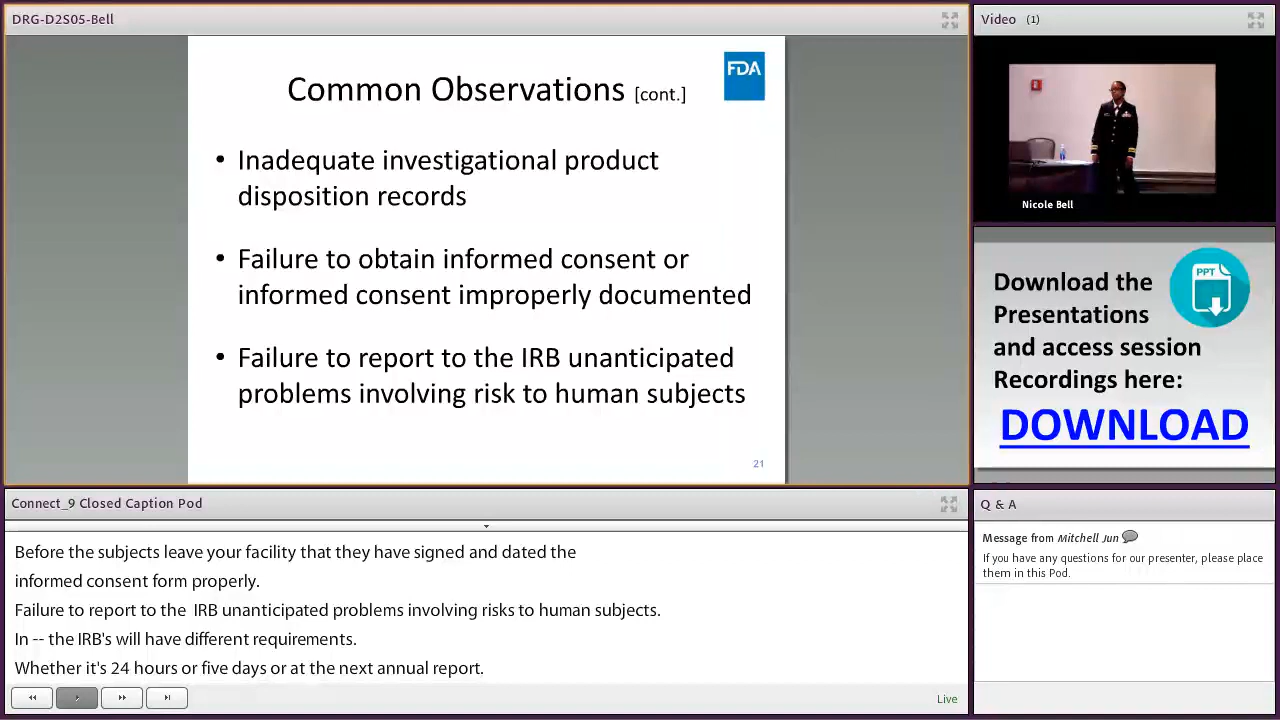 DRG-D2S05-Bell
FDA
Common Observations [cont.]
• Inadequate investigational product
disposition records
• Failure to obtain informed consent or
informed consent improperly documented
• Failure to report to the IRB unanticipated
problems involving risk to human subjects
21
Video (1)
Nicole Bell
PPT
Download the
Presentations
and access session
Recordings here:
DOWNLOAD
Connect_9 Closed Caption Pod
Before the subjects leave your facility that they have signed and dated the
informed consent form properly.
Failure to report to the IRB unanticipated problems involving risks to human subjects.
In -- the IRB's will have different requirements.
Whether it's 24 hours or five days or at the next annual report.
Live
Q & A
Message from Mitchell Jun
If you have any questions for our presenter, please place
them in this Pod.